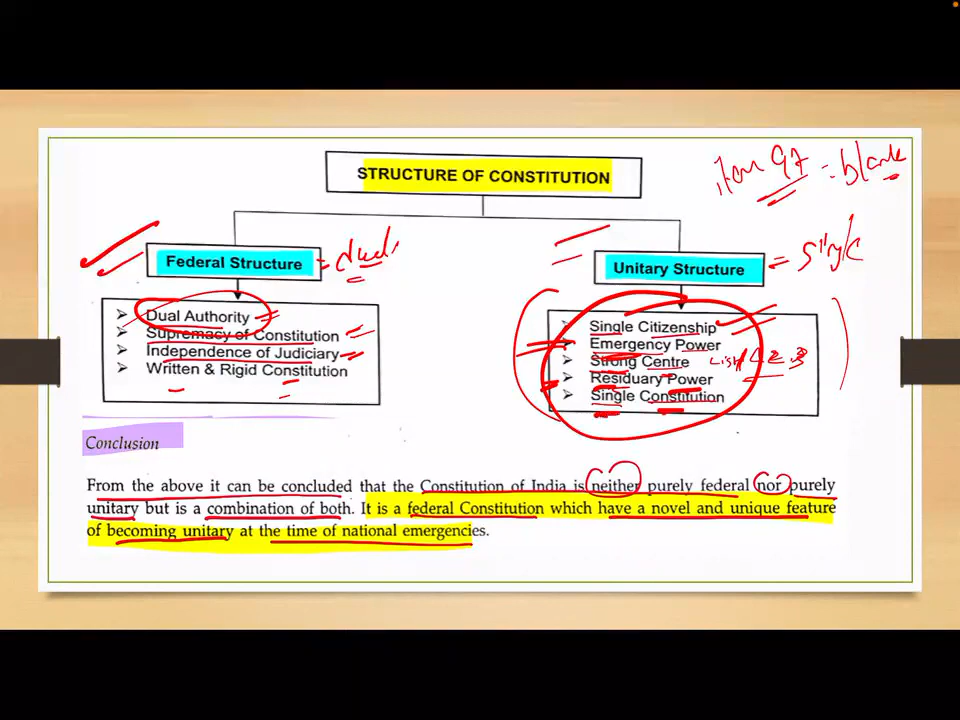 STRUCTURE OF CONSTITUTION
Item 97 = blank
Federal Structure = dual
Unitary Structure = Single
Dual Authority
Supremacy of Constitution
Independence of Judiciary
Written & Rigid Constitution
Single Citizenship
Emergency Power
Strong Centre List 1 2 3
Residuary Power
Single Constitution
Conclusion
From the above it can be concluded that the Constitution of India is neither purely federal nor purely
unitary but is a combination of both. It is a federal Constitution which have a novel and unique feature
of becoming unitary at the time of national emergencies.